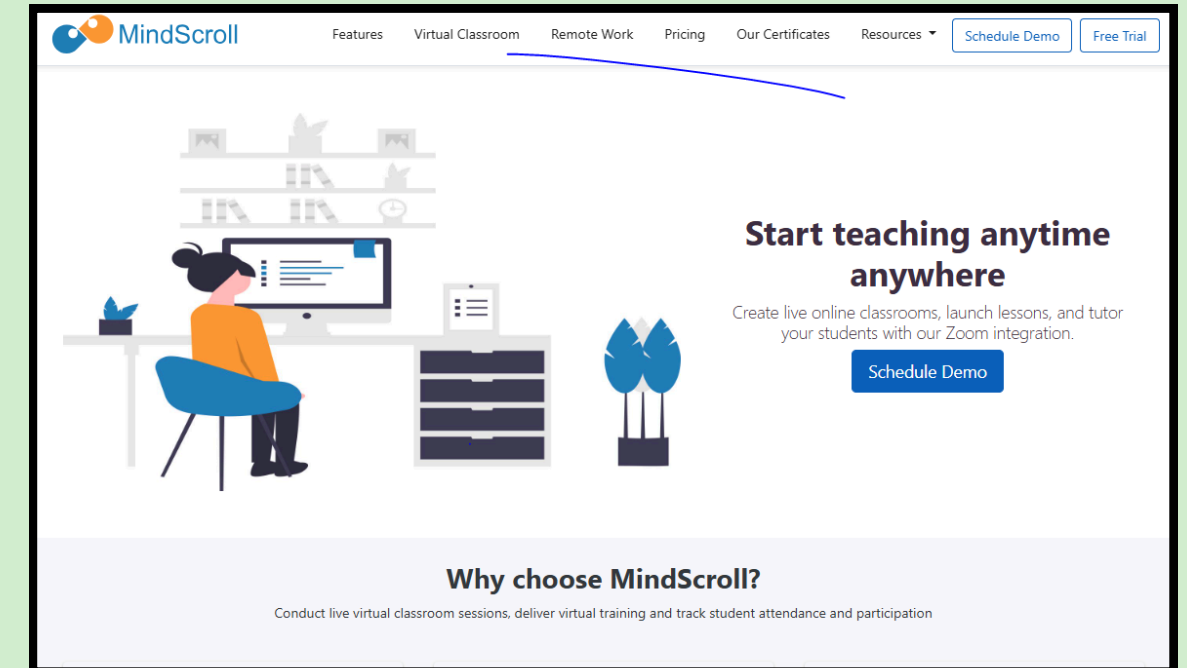 MindScroll
Features Virtual Classroom Remote Work Pricing Our Certificates Resources Schedule Demo Free Trial
Start teaching anytime
anywhere
Create live online classrooms, launch lessons, and tutor
your students with our Zoom integration.
Schedule Demo
Why choose MindScroll?
Conduct live virtual classroom sessions, deliver virtual training and track student attendance and participation